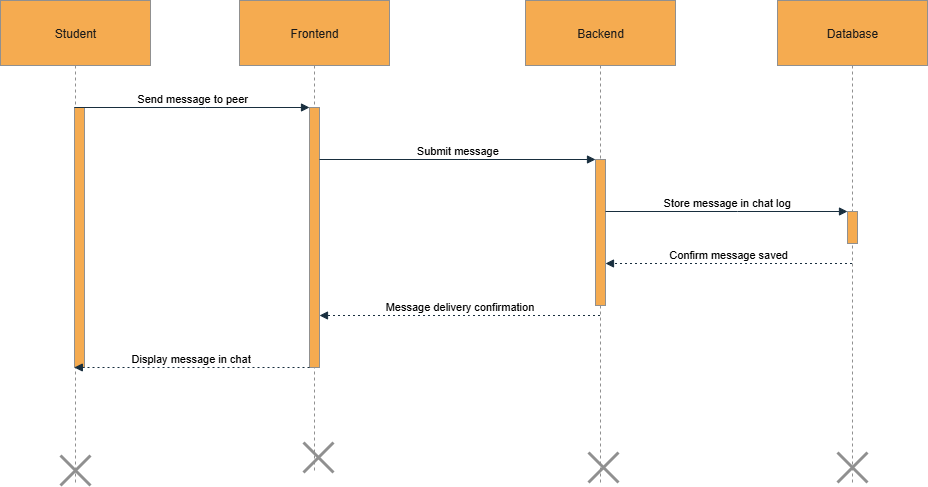 Student
Frontend
Backend
Database
Send message to peer
Submit message
Store message in chat log
Confirm message saved
Message delivery confirmation
Display message in chat